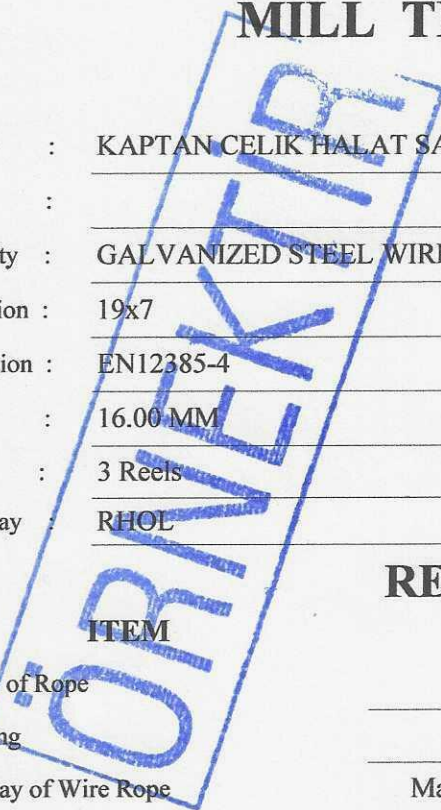 MILL TE
: KAPTAN CELIK HALAT SA
:
ty : GALVANIZED STEEL WIRE
ion : 19x7
ion : EN12385-4
: 16.00 MM
: 3 Reels
ay : RHOL
RE
ITEM
of Rope
ng
ay of Wire Rope Ma
ÖRNEKTİR